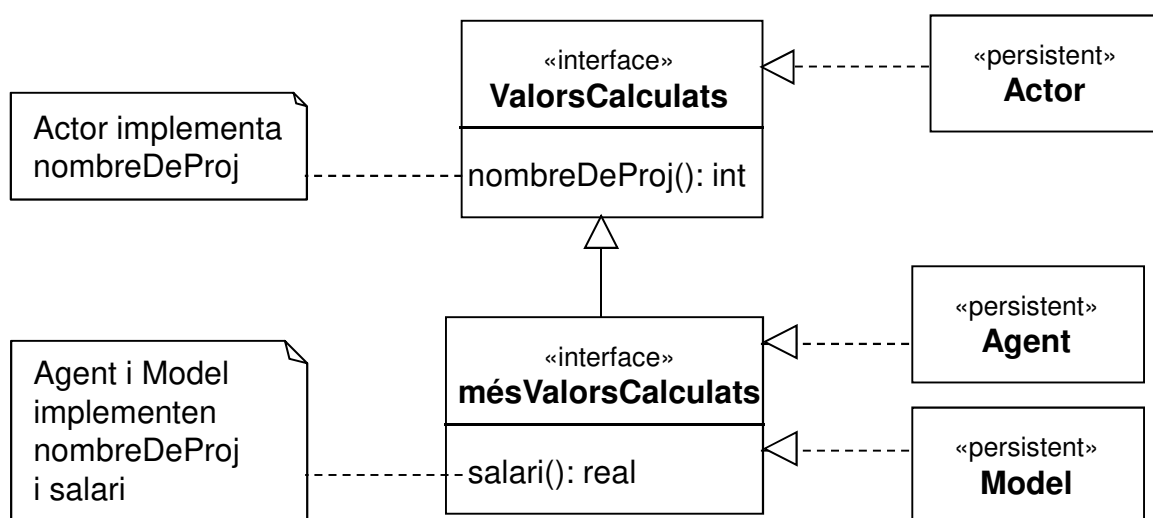 «interface»
ValorsCalculats
nombreDeProj(): int
«persistent»
Actor
Actor implementa
nombreDeProj
«interface»
mésValorsCalculats
salari(): real
«persistent»
Agent
«persistent»
Model
Agent i Model
implementen
nombreDeProj
i salari